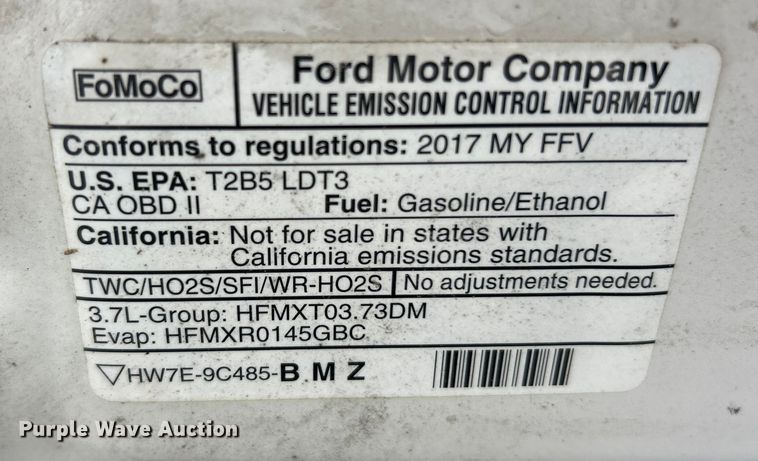 FoMoCo
Ford Motor Company
VEHICLE EMISSION CONTROL INFORMATION
Conforms to regulations: 2017 MY FFV
U.S. EPA: T2B5 LDT3
CA OBD II Fuel: Gasoline/Ethanol
California: Not for sale in states with
California emissions standards.
TWC/HO2S/SFI/WR-HO2S No adjustments needed.
3.7L-Group: HFMXT03.73DM
Evap: HFMXR0145GBC
▽HW7E-9C485-B M Z
Purple Wave Auction